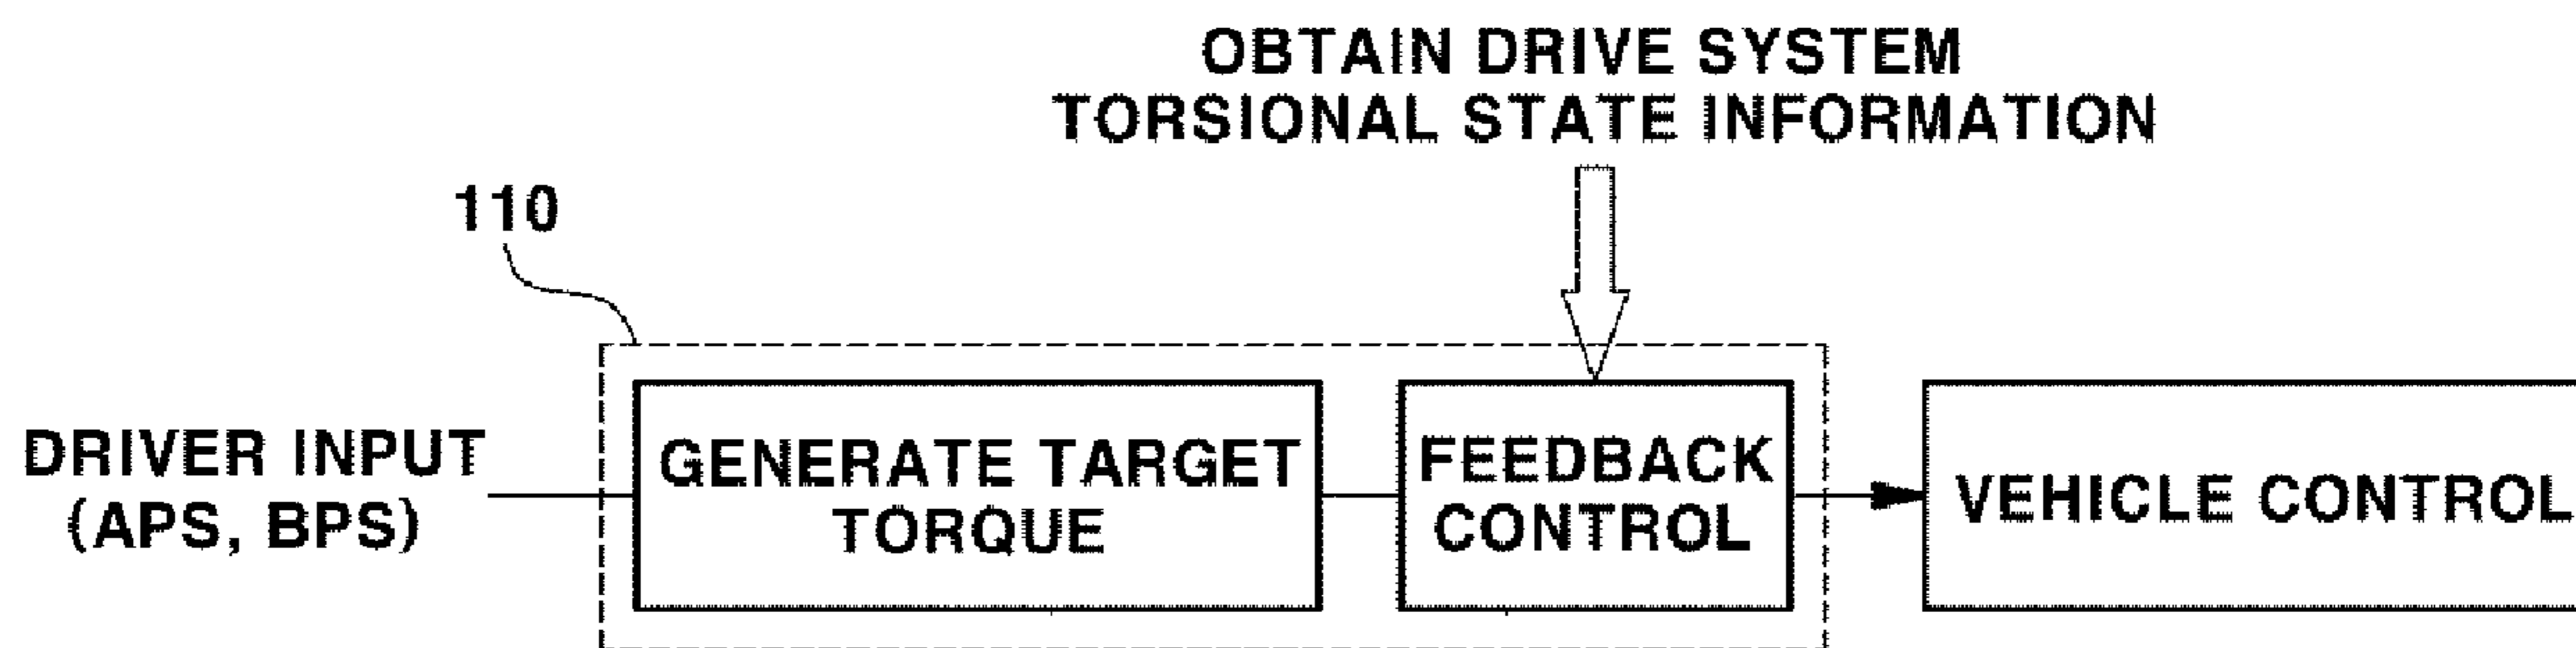 OBTAIN DRIVE SYSTEM
TORSIONAL STATE INFORMATION
110
DRIVER INPUT
(APS, BPS)
GENERATE TARGET
TORQUE
FEEDBACK
CONTROL
VEHICLE CONTROL